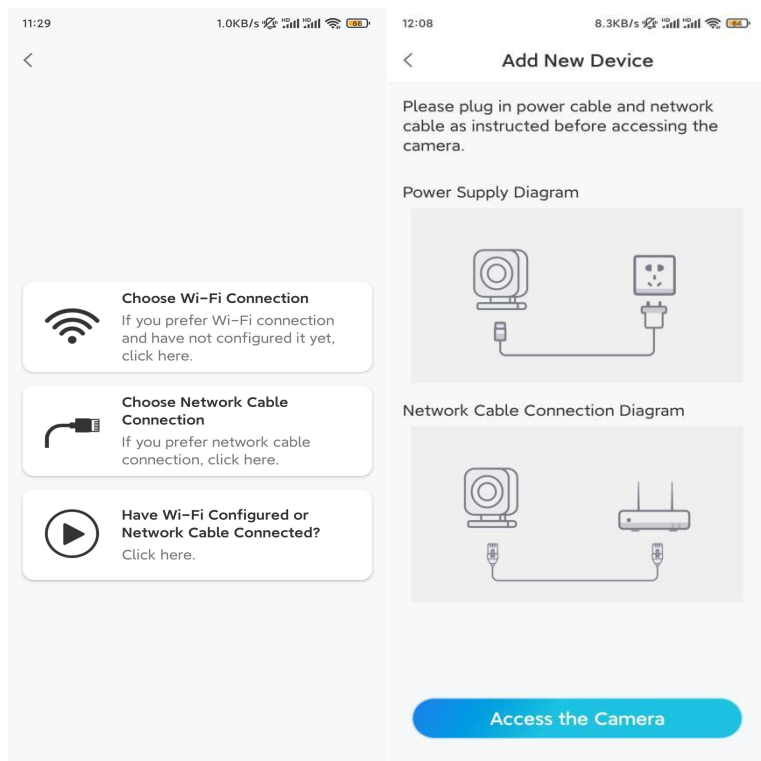 11:29
1.0KB/s HD HD 68
Choose Wi-Fi Connection
If you prefer Wi-Fi connection
and have not configured it yet,
click here.
Choose Network Cable
Connection
If you prefer network cable
connection, click here.
Have Wi-Fi Configured or
Network Cable Connected?
Click here.
12:08
8.3KB/s HD HD 64
Add New Device
Please plug in power cable and network
cable as instructed before accessing the
camera.
Power Supply Diagram
Network Cable Connection Diagram
Access the Camera